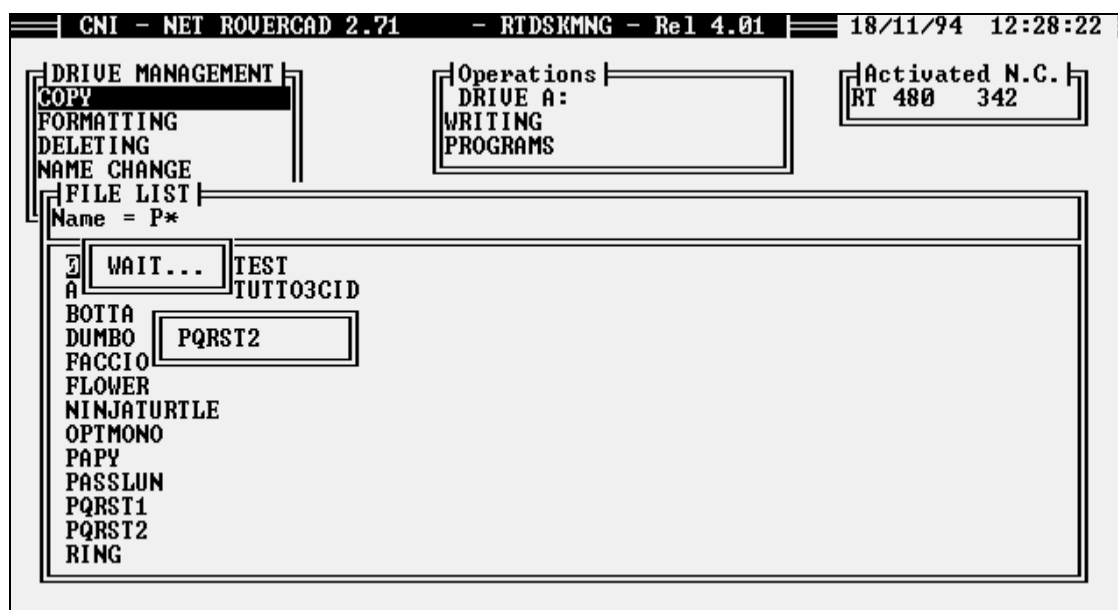 CNI - NET ROVERCAD 2.71 - RTDSKMNG - Rel 4.01 18/11/94 12:28:22
DRIVE MANAGEMENT
COPY
FORMATTING
DELETING
NAME CHANGE
Operations
DRIVE A:
WRITING
PROGRAMS
Activated N.C.
RT 480 342
FILE LIST
Name = P*
WAIT...
TEST
A
TUTTO3CID
BOTTA
DUMBO
PQRST2
FACCIO
FLOWER
NINJATURTLE
OPTMONO
PAPY
PASSLUN
PQRST1
PQRST2
RING